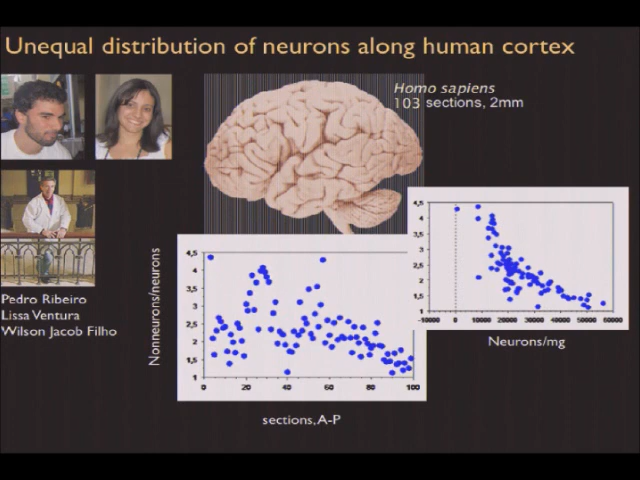 Unequal distribution of neurons along human cortex
Homo sapiens
103 sections, 2mm
Pedro Ribeiro
Lissa Ventura
Wilson Jacob Filho
Nonneurons/neurons
4,5
4
3,5
3
2,5
2
1,5
1
0 20 40 60 80 100
sections, A-P
4,5
4
3,5
3
2,5
2
1,5
1
-10000 0 10000 20000 30000 40000 50000 60000
Neurons/mg